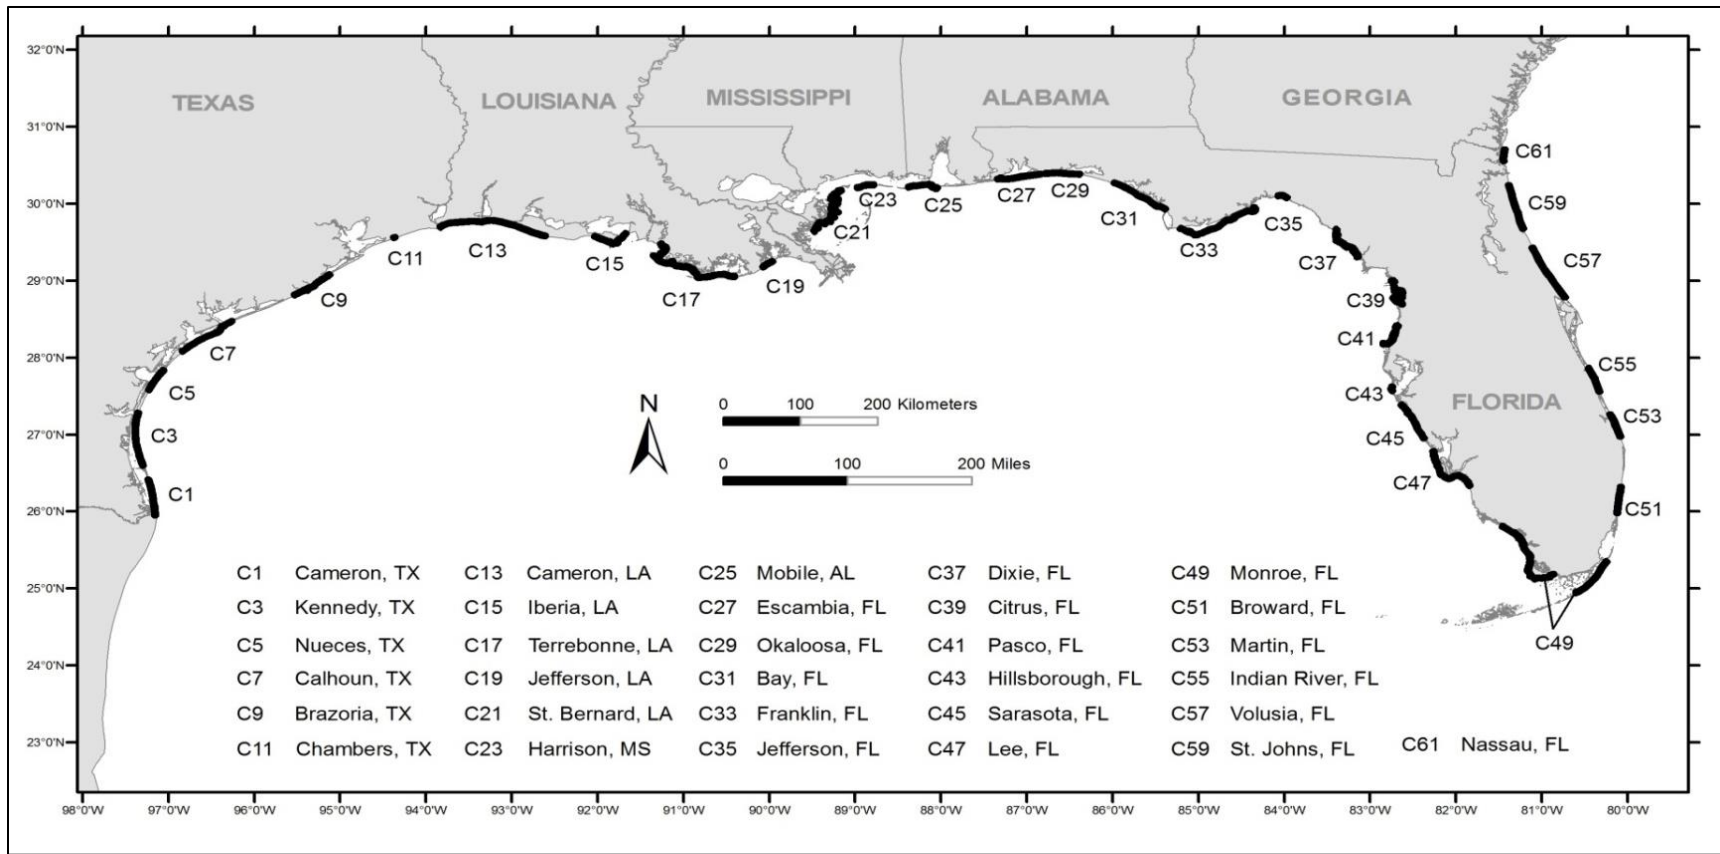 32°0'N
31°0'N
30°0'N
29°0'N
28°0'N
27°0'N
26°0'N
25°0'N
24°0'N
23°0'N
TEXAS
LOUISIANA
MISSISSIPPI
ALABAMA
GEORGIA
FLORIDA
C61
C59
C57
C55
C53
C51
C49
C47
C45
C43
C41
C39
C37
C35
C33
C31
C29
C27
C25
C23
C21
C19
C17
C15
C13
C11
C9
C7
C5
C3
C1
N
0 100 200 Kilometers
0 100 200 Miles
C1 Cameron, TX C13 Cameron, LA C25 Mobile, AL C37 Dixie, FL C49 Monroe, FL
C3 Kennedy, TX C15 Iberia, LA C27 Escambia, FL C39 Citrus, FL C51 Broward, FL
C5 Nueces, TX C17 Terrebonne, LA C29 Okaloosa, FL C41 Pasco, FL C53 Martin, FL
C7 Calhoun, TX C19 Jefferson, LA C31 Bay, FL C43 Hillsborough, FL C55 Indian River, FL
C9 Brazoria, TX C21 St. Bernard, LA C33 Franklin, FL C45 Sarasota, FL C57 Volusia, FL
C11 Chambers, TX C23 Harrison, MS C35 Jefferson, FL C47 Lee, FL C59 St. Johns, FL C61 Nassau, FL
98°0'W 97°0'W 96°0'W 95°0'W 94°0'W 93°0'W 92°0'W 91°0'W 90°0'W 89°0'W 88°0'W 87°0'W 86°0'W 85°0'W 84°0'W 83°0'W 82°0'W 81°0'W 80°0'W